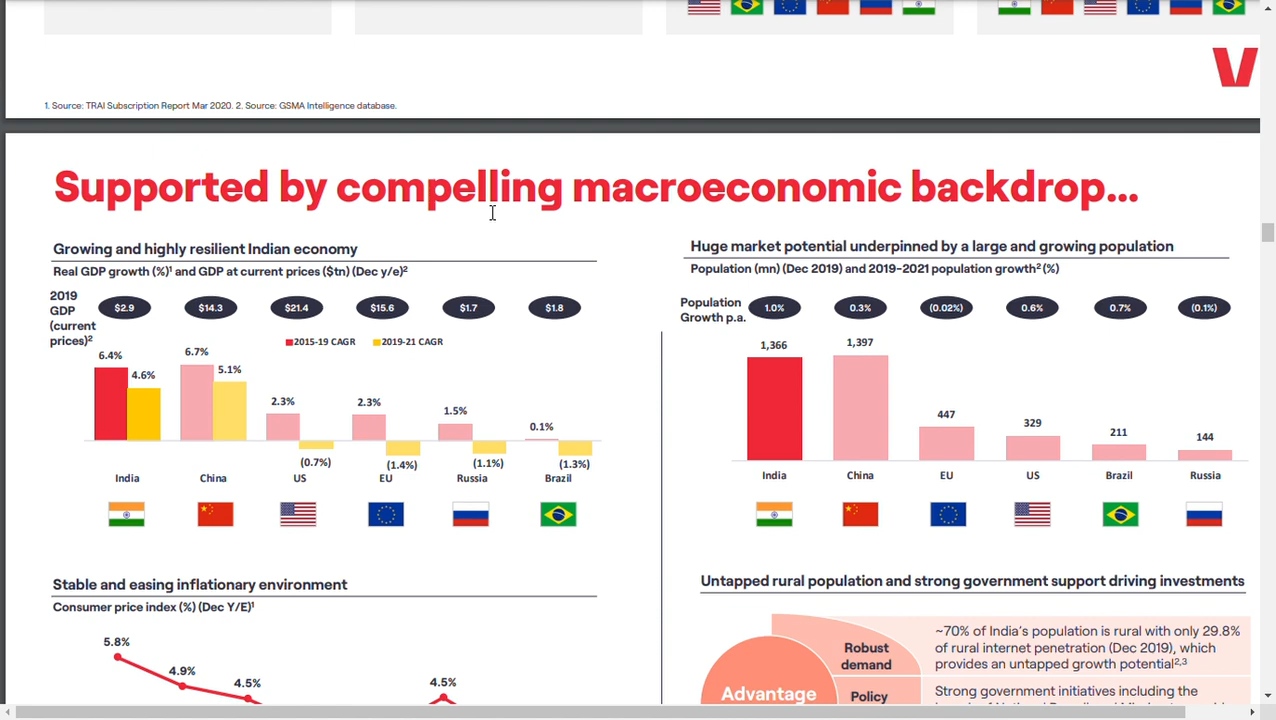 1. Source: TRAI Subscription Report Mar 2020. 2. Source: GSMA Intelligence database.
Supported by compelling macroeconomic backdrop...
Growing and highly resilient Indian economy
Real GDP growth (%)¹ and GDP at current prices ($tn) (Dec y/e)²
2019
GDP
(current
prices)²
$2.9 $14.3 $21.4 $15.6 $1.7 $1.8
2015-19 CAGR 2019-21 CAGR
6.4% 4.6% 6.7% 5.1% 2.3% (0.7%) 2.3% (1.4%) 1.5% (1.1%) 0.1% (1.3%)
India China US EU Russia Brazil
Huge market potential underpinned by a large and growing population
Population (mn) (Dec 2019) and 2019-2021 population growth² (%)
Population
Growth p.a.
1.0% 0.3% (0.02%) 0.6% 0.7% (0.1%)
1,366 1,397 447 329 211 144
India China EU US Brazil Russia
Stable and easing inflationary environment
Consumer price index (%) (Dec Y/E)¹
5.8% 4.9% 4.5% 4.5%
Untapped rural population and strong government support driving investments
Advantage
Robust
demand
~70% of India's population is rural with only 29.8%
of rural internet penetration (Dec 2019), which
provides an untapped growth potential²,³
Policy
Strong government initiatives including the